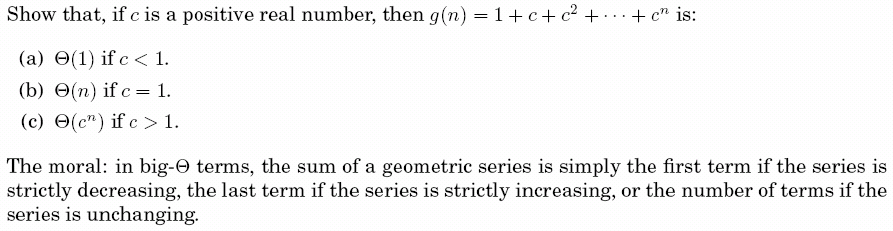 Show that, if c is a positive real number, then g(n) = 1 + c + c² + ··· + cⁿ is:
(a) Θ(1) if c < 1.
(b) Θ(n) if c = 1.
(c) Θ(cⁿ) if c > 1.
The moral: in big-Θ terms, the sum of a geometric series is simply the first term if the series is
strictly decreasing, the last term if the series is strictly increasing, or the number of terms if the
series is unchanging.